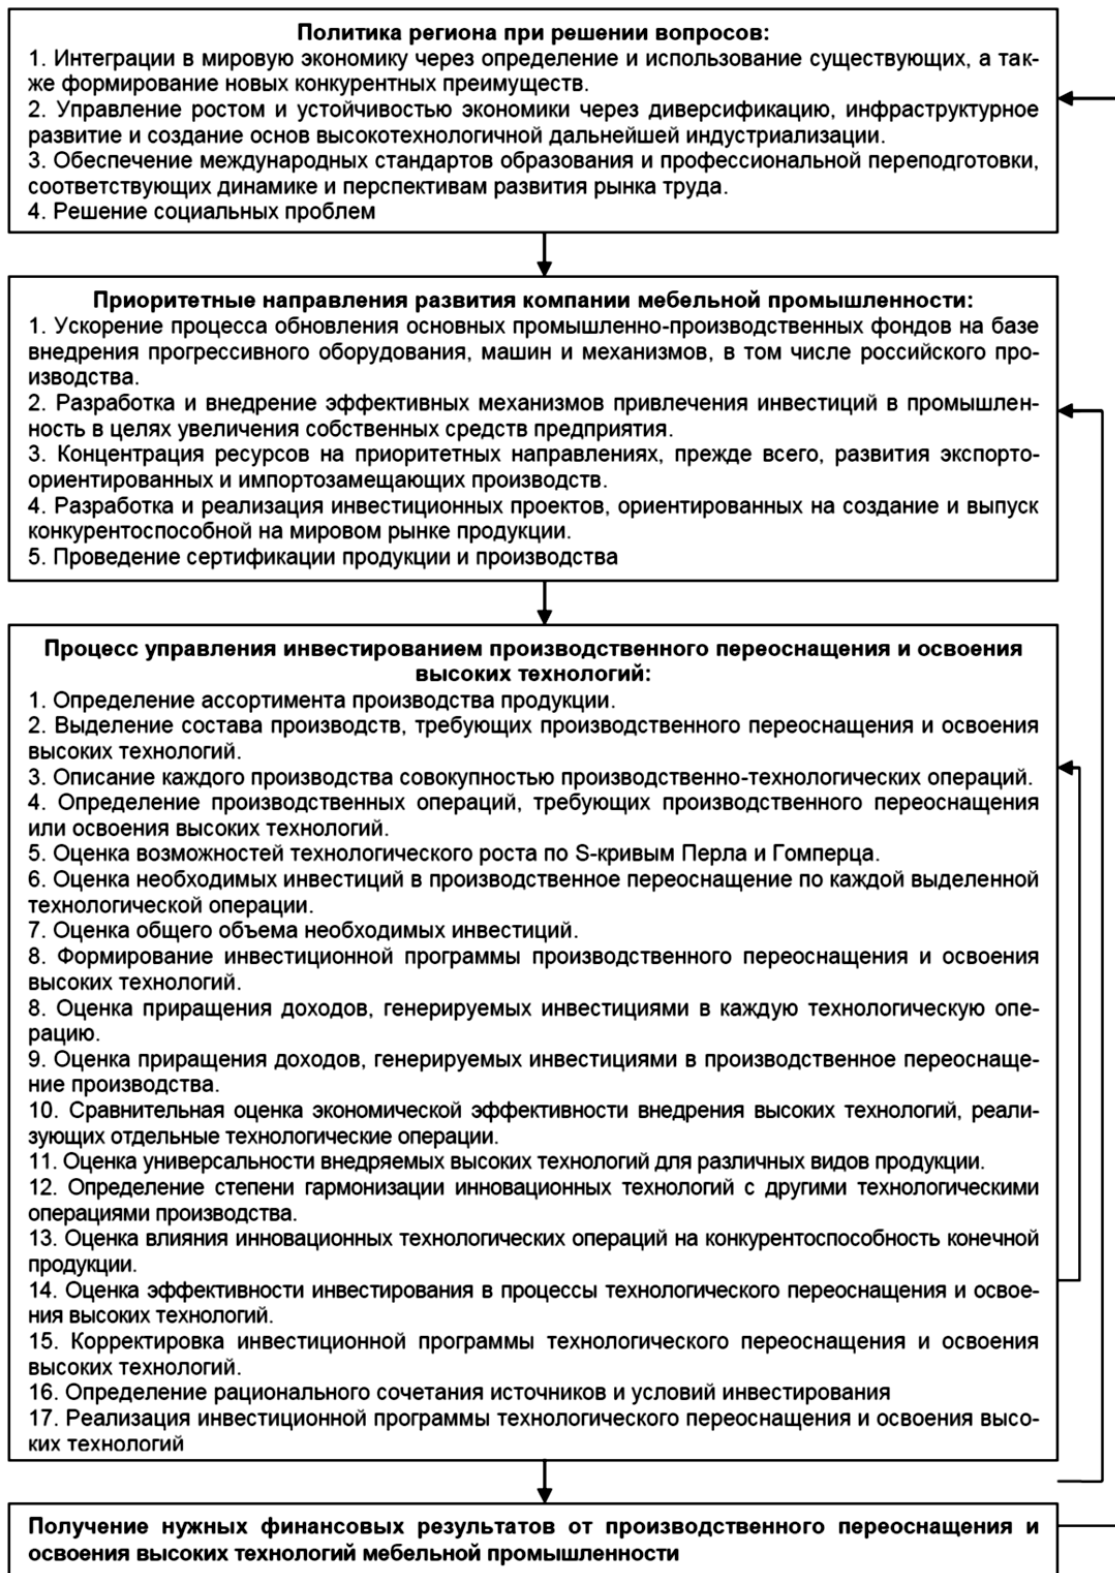 Политика региона при решении вопросов:
1. Интеграции в мировую экономику через определение и использование существующих, а так-
же формирование новых конкурентных преимуществ.
2. Управление ростом и устойчивостью экономики через диверсификацию, инфраструктурное
развитие и создание основ высокотехнологичной дальнейшей индустриализации.
3. Обеспечение международных стандартов образования и профессиональной переподготовки,
соответствующих динамике и перспективам развития рынка труда.
4. Решение социальных проблем
Приоритетные направления развития компании мебельной промышленности:
1. Ускорение процесса обновления основных промышленно-производственных фондов на базе
внедрения прогрессивного оборудования, машин и механизмов, в том числе российского про-
изводства.
2. Разработка и внедрение эффективных механизмов привлечения инвестиций в промышлен-
ность в целях увеличения собственных средств предприятия.
3. Концентрация ресурсов на приоритетных направлениях, прежде всего, развития экспорто-
ориентированных и импортозамещающих производств.
4. Разработка и реализация инвестиционных проектов, ориентированных на создание и выпуск
конкурентоспособной на мировом рынке продукции.
5. Проведение сертификации продукции и производства
Процесс управления инвестированием производственного переоснащения и освоения
высоких технологий:
1. Определение ассортимента производства продукции.
2. Выделение состава производств, требующих производственного переоснащения и освоения
высоких технологий.
3. Описание каждого производства совокупностью производственно-технологических операций.
4. Определение производственных операций, требующих производственного переоснащения
или освоения высоких технологий.
5. Оценка возможностей технологического роста по S-кривым Перла и Гомперца.
6. Оценка необходимых инвестиций в производственное переоснащение по каждой выделенной
технологической операции.
7. Оценка общего объема необходимых инвестиций.
8. Формирование инвестиционной программы производственного переоснащения и освоения
высоких технологий.
8. Оценка приращения доходов, генерируемых инвестициями в каждую технологическую опе-
рацию.
9. Оценка приращения доходов, генерируемых инвестициями в производственное переоснаще-
ние производства.
10. Сравнительная оценка экономической эффективности внедрения высоких технологий, реали-
зующих отдельные технологические операции.
11. Оценка универсальности внедряемых высоких технологий для различных видов продукции.
12. Определение степени гармонизации инновационных технологий с другими технологическими
операциями производства.
13. Оценка влияния инновационных технологических операций на конкурентоспособность конечной
продукции.
14. Оценка эффективности инвестирования в процессы технологического переоснащения и освое-
ния высоких технологий.
15. Корректировка инвестиционной программы технологического переоснащения и освоения
высоких технологий.
16. Определение рационального сочетания источников и условий инвестирования
17. Реализация инвестиционной программы технологического переоснащения и освоения высо-
ких технологий
Получение нужных финансовых результатов от производственного переоснащения и
освоения высоких технологий мебельной промышленности